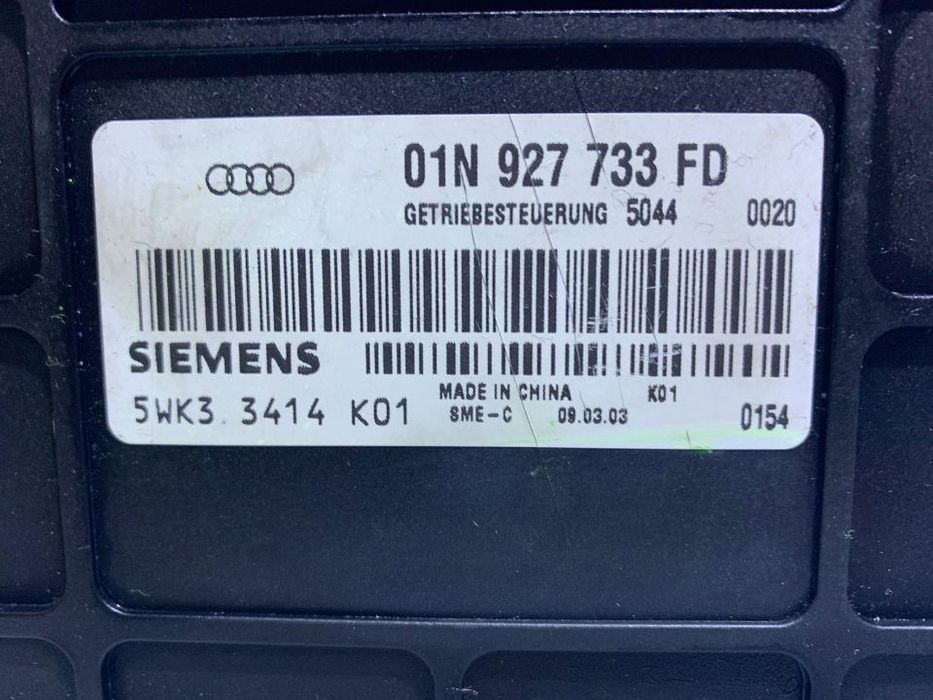 01N 927 733 FD
GETRIEBESTEUERUNG 5044 0020
SIEMENS
MADE IN CHINA K01
5WK3 3414 K01 SME-C 09.03.03 0154